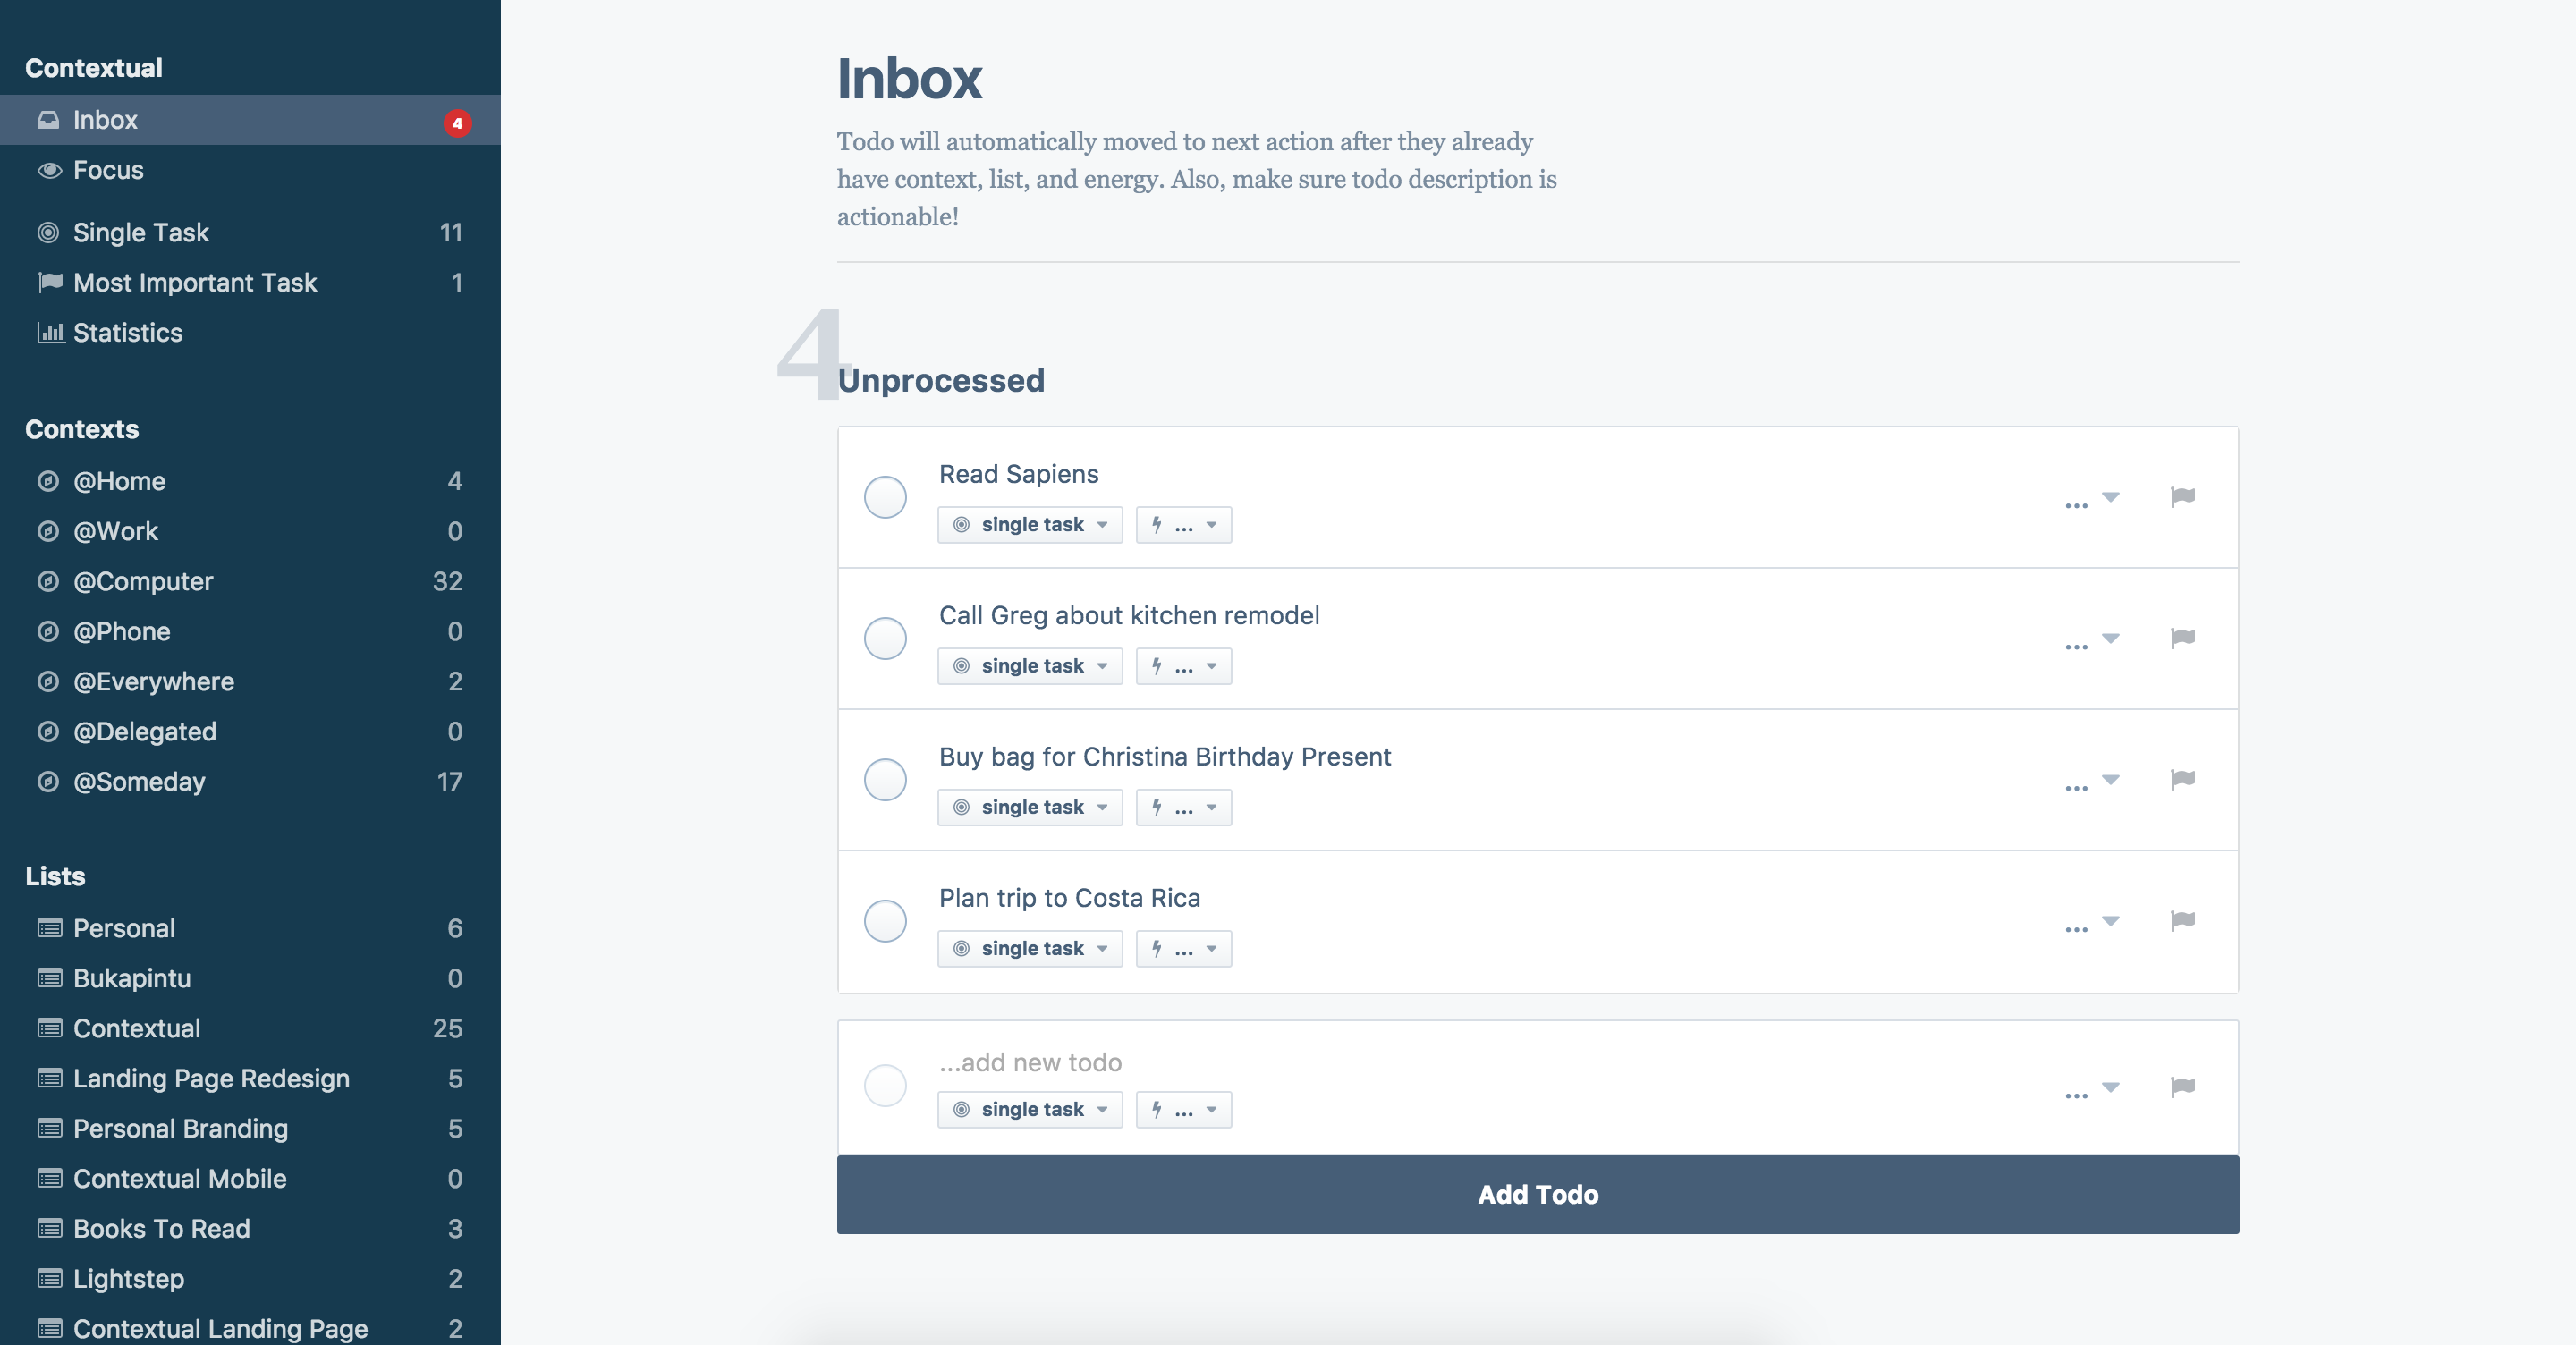 Contextual
Inbox 4
Focus
Single Task 11
Most Important Task 1
Statistics
Contexts
@Home 4
@Work 0
@Computer 32
@Phone 0
@Everywhere 2
@Delegated 0
@Someday 17
Lists
Personal 6
Bukapintu 0
Contextual 25
Landing Page Redesign 5
Personal Branding 5
Contextual Mobile 0
Books To Read 3
Lightstep 2
Contextual Landing Page 2
Inbox
Todo will automatically moved to next action after they already
have context, list, and energy. Also, make sure todo description is
actionable!
4
Unprocessed
Read Sapiens
single task ... ...
Call Greg about kitchen remodel
single task ... ...
Buy bag for Christina Birthday Present
single task ... ...
Plan trip to Costa Rica
single task ... ...
...add new todo
single task ... ...
Add Todo